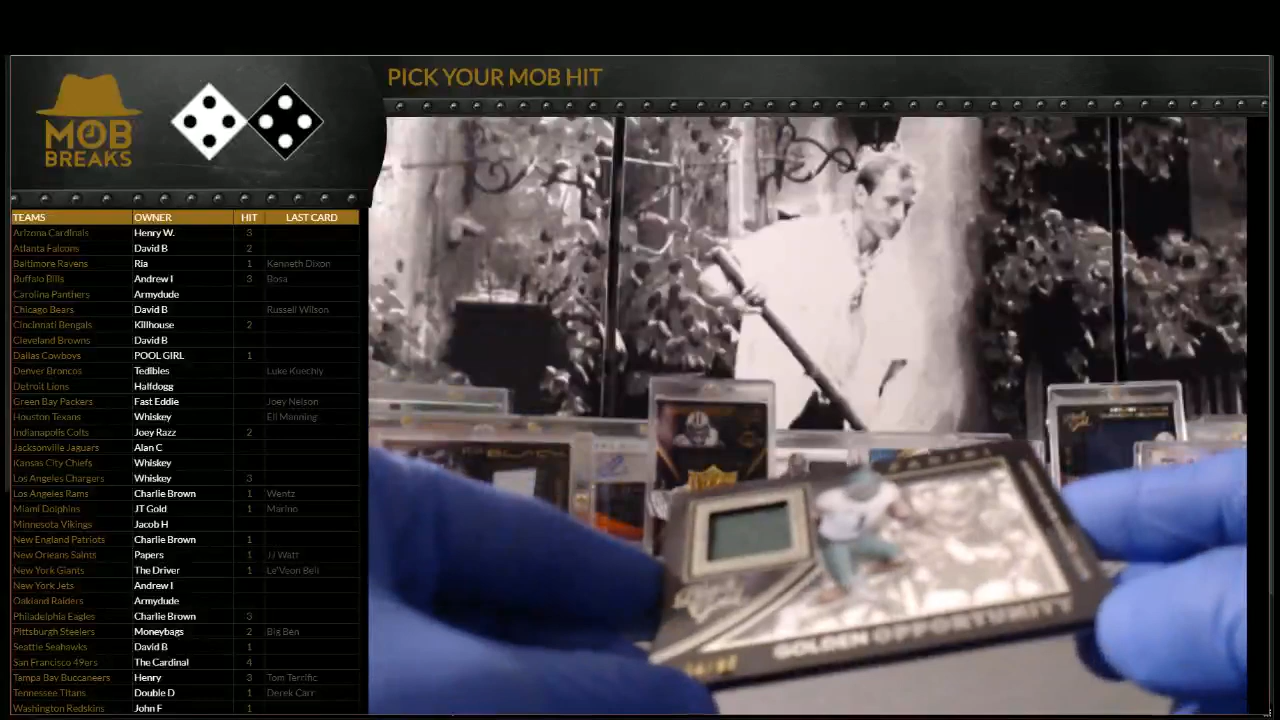 PICK YOUR MOB HIT
MOB
BREAKS
TEAMS OWNER HIT LAST CARD
Arizona Cardinals Henry W. 3
Atlanta Falcons David B 2
Baltimore Ravens Ria 1 Kenneth Dixon
Buffalo Bills Andrew I 3 Bosa
Carolina Panthers Armydude
Chicago Bears David B Russell Wilson
Cincinnati Bengals Killhouse 2
Cleveland Browns David B
Dallas Cowboys POOL GIRL 1
Denver Broncos Tedibles Luke Kuechly
Detroit Lions Halfdogg
Green Bay Packers Fast Eddie Joey Nelson
Houston Texans Whiskey Eli Manning
Indianapolis Colts Joey Razz 2
Jacksonville Jaguars Alan C
Kansas City Chiefs Whiskey
Los Angeles Chargers Whiskey 3
Los Angeles Rams Charlie Brown 1 Wentz
Miami Dolphins JT Gold 1 Marino
Minnesota Vikings Jacob H
New England Patriots Charlie Brown 1
New Orleans Saints Papers 1 JJ Watt
New York Giants The Driver 1 Le'Veon Bell
New York Jets Andrew I
Oakland Raiders Armydude
Philadelphia Eagles Charlie Brown 3
Pittsburgh Steelers Moneybags 2 Big Ben
Seattle Seahawks David B 1
San Francisco 49ers The Cardinal 4
Tampa Bay Buccaneers Henry 3 Tom Terrific
Tennessee Titans Double D 1 Derek Carr
Washington Redskins John F 1
GOLDEN OPPORTUNITY